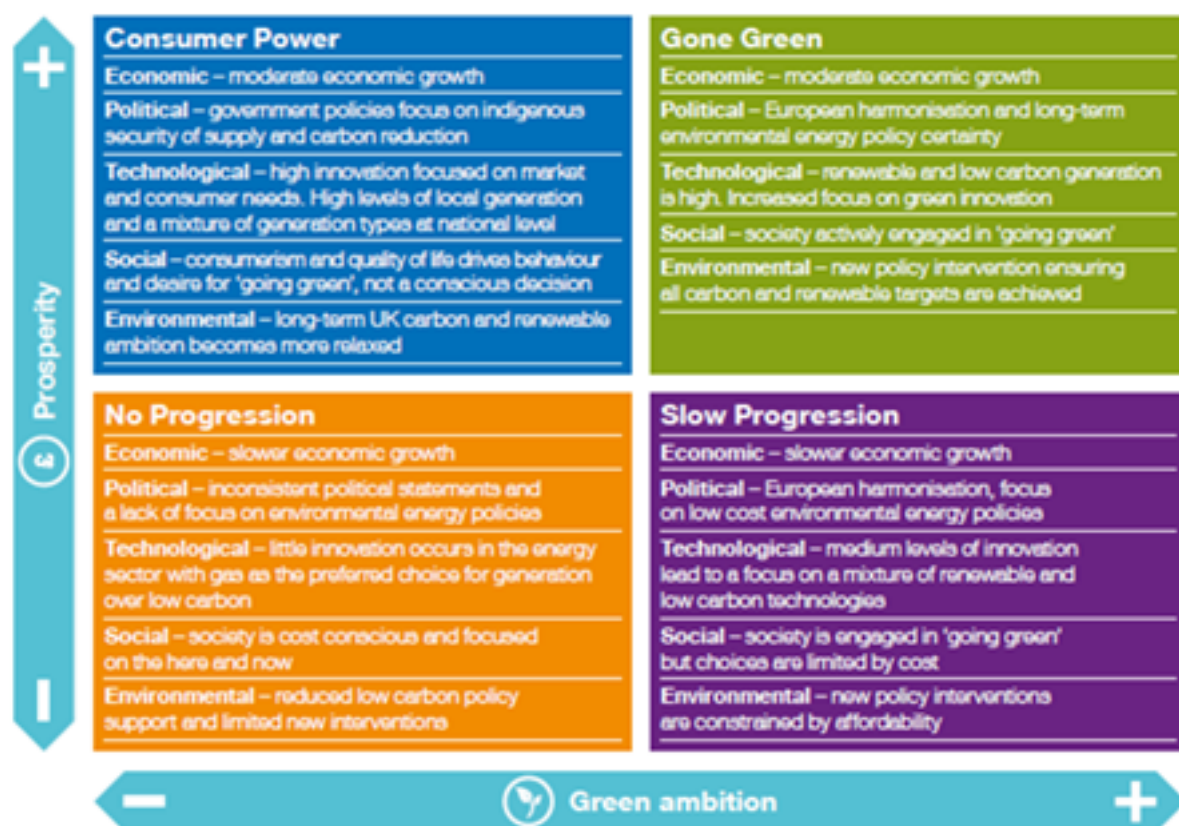 Consumer Power
Economic – moderate economic growth
Political – government policies focus on indigenous
security of supply and carbon reduction
Technological – high innovation focused on market
and consumer needs. High levels of local generation
and a mixture of generation types at national level
Social – consumerism and quality of life drives behaviour
and desire for ‘going green’, not a conscious decision
Environmental – long-term UK carbon and renewable
ambition becomes more relaxed
Gone Green
Economic – moderate economic growth
Political – European harmonisation and long-term
environmental energy policy certainty
Technological – renewable and low carbon generation
is high. Increased focus on green innovation
Social – society actively engaged in ‘going green’
Environmental – new policy intervention ensuring
all carbon and renewable targets are achieved
£ Prosperity
No Progression
Economic – slower economic growth
Political – inconsistent political statements and
a lack of focus on environmental energy policies
Technological – little innovation occurs in the energy
sector with gas as the preferred choice for generation
over low carbon
Social – society is cost conscious and focused
on the here and now
Environmental – reduced low carbon policy
support and limited new interventions
Slow Progression
Economic – slower economic growth
Political – European harmonisation, focus
on low cost environmental energy policies
Technological – medium levels of innovation
lead to a focus on a mixture of renewable and
low carbon technologies
Social – society is engaged in ‘going green’
but choices are limited by cost
Environmental – new policy interventions
are constrained by affordability
Green ambition